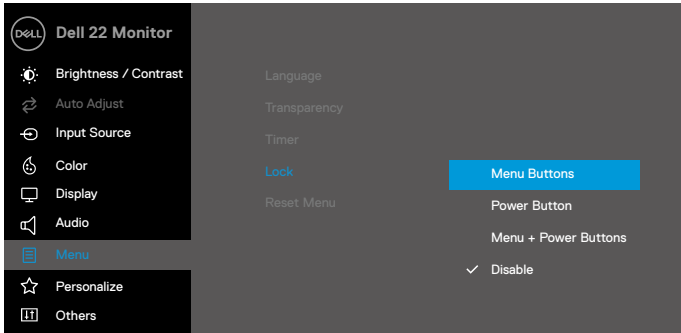 DELL Dell 22 Monitor
Brightness / Contrast
Auto Adjust
Input Source
Color
Display
Audio
Menu
Personalize
Others
Language
Transparency
Timer
Lock
Reset Menu
Menu Buttons
Power Button
Menu + Power Buttons
Disable